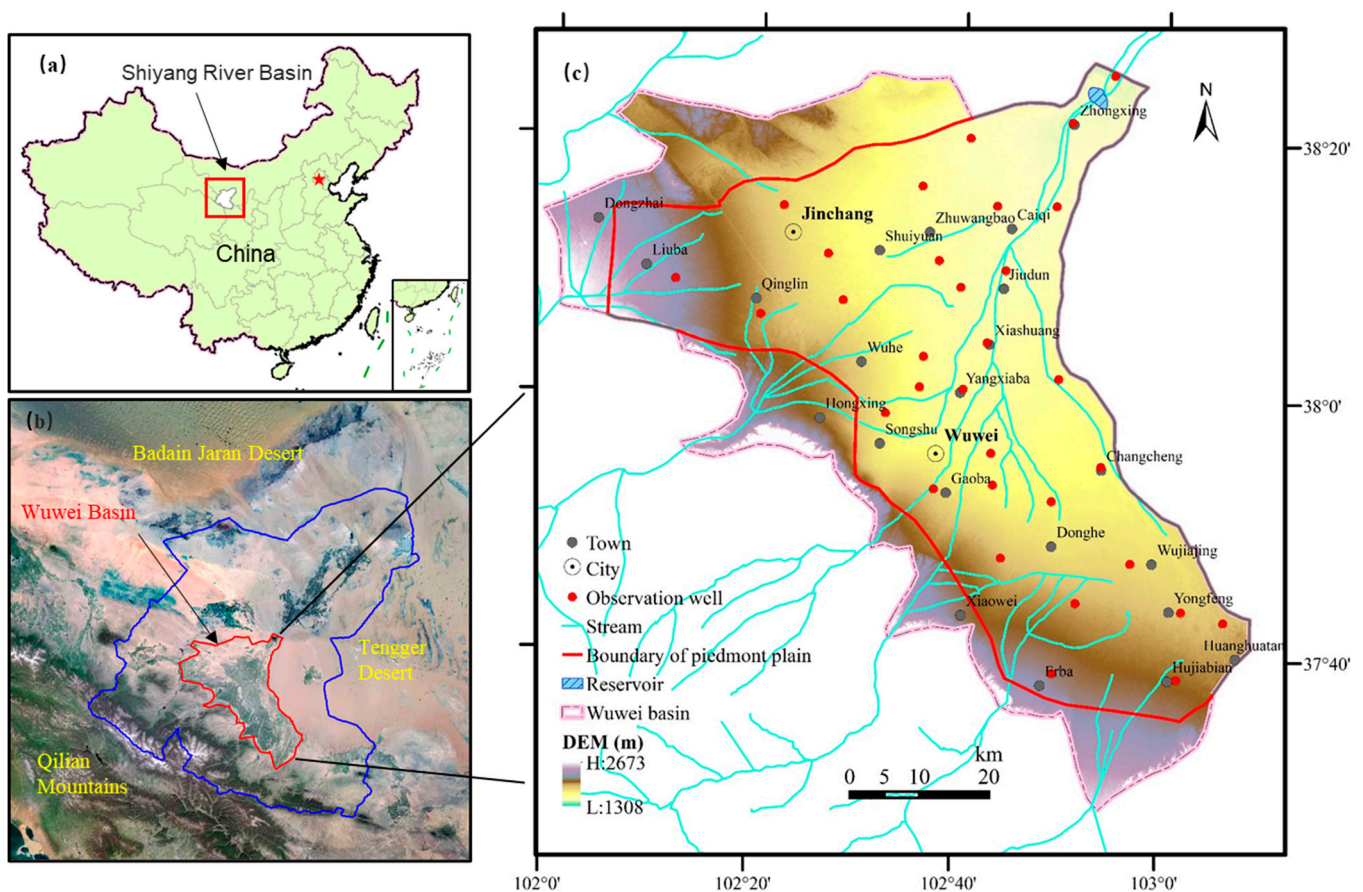 (a)
Shiyang River Basin
China
(b)
Badain Jaran Desert
Wuwei Basin
Tengger
Desert
Qilian
Mountains
(c)
N
Zhongxing
Dongzhai
Jinchang
Zhuwangbao
Caiqi
Shuiyuan
Liuba
Jiudun
Qinglin
Xiashuang
Wuhe
Yangxiaba
Hongxing
Songshu
Wuwei
Changcheng
Gaoba
Donghe
Wujiajing
Xiaowei
Yongfeng
Huanghuatan
Erba
Hujiabian
Town
City
Observation well
Stream
Boundary of piedmont plain
Reservoir
Wuwei basin
DEM (m)
H:2673
L:1308
km
0 5 10 20
38°20'
38°0'
37°40'
102°0' 102°20' 102°40' 103°0'